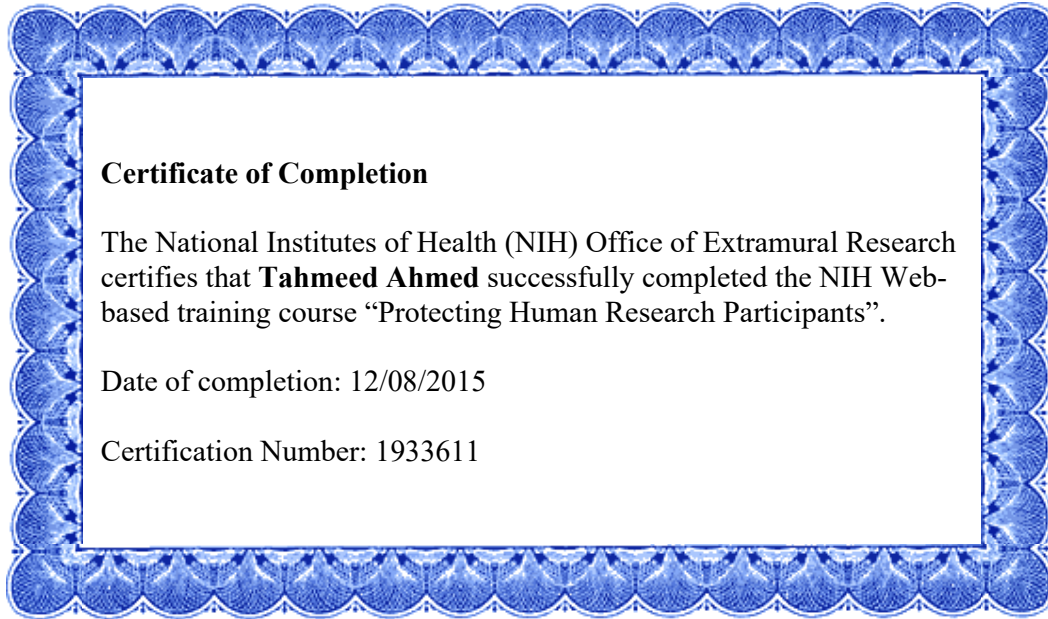 Certificate of Completion
The National Institutes of Health (NIH) Office of Extramural Research
certifies that Tahmeed Ahmed successfully completed the NIH Web-
based training course “Protecting Human Research Participants”.
Date of completion: 12/08/2015
Certification Number: 1933611